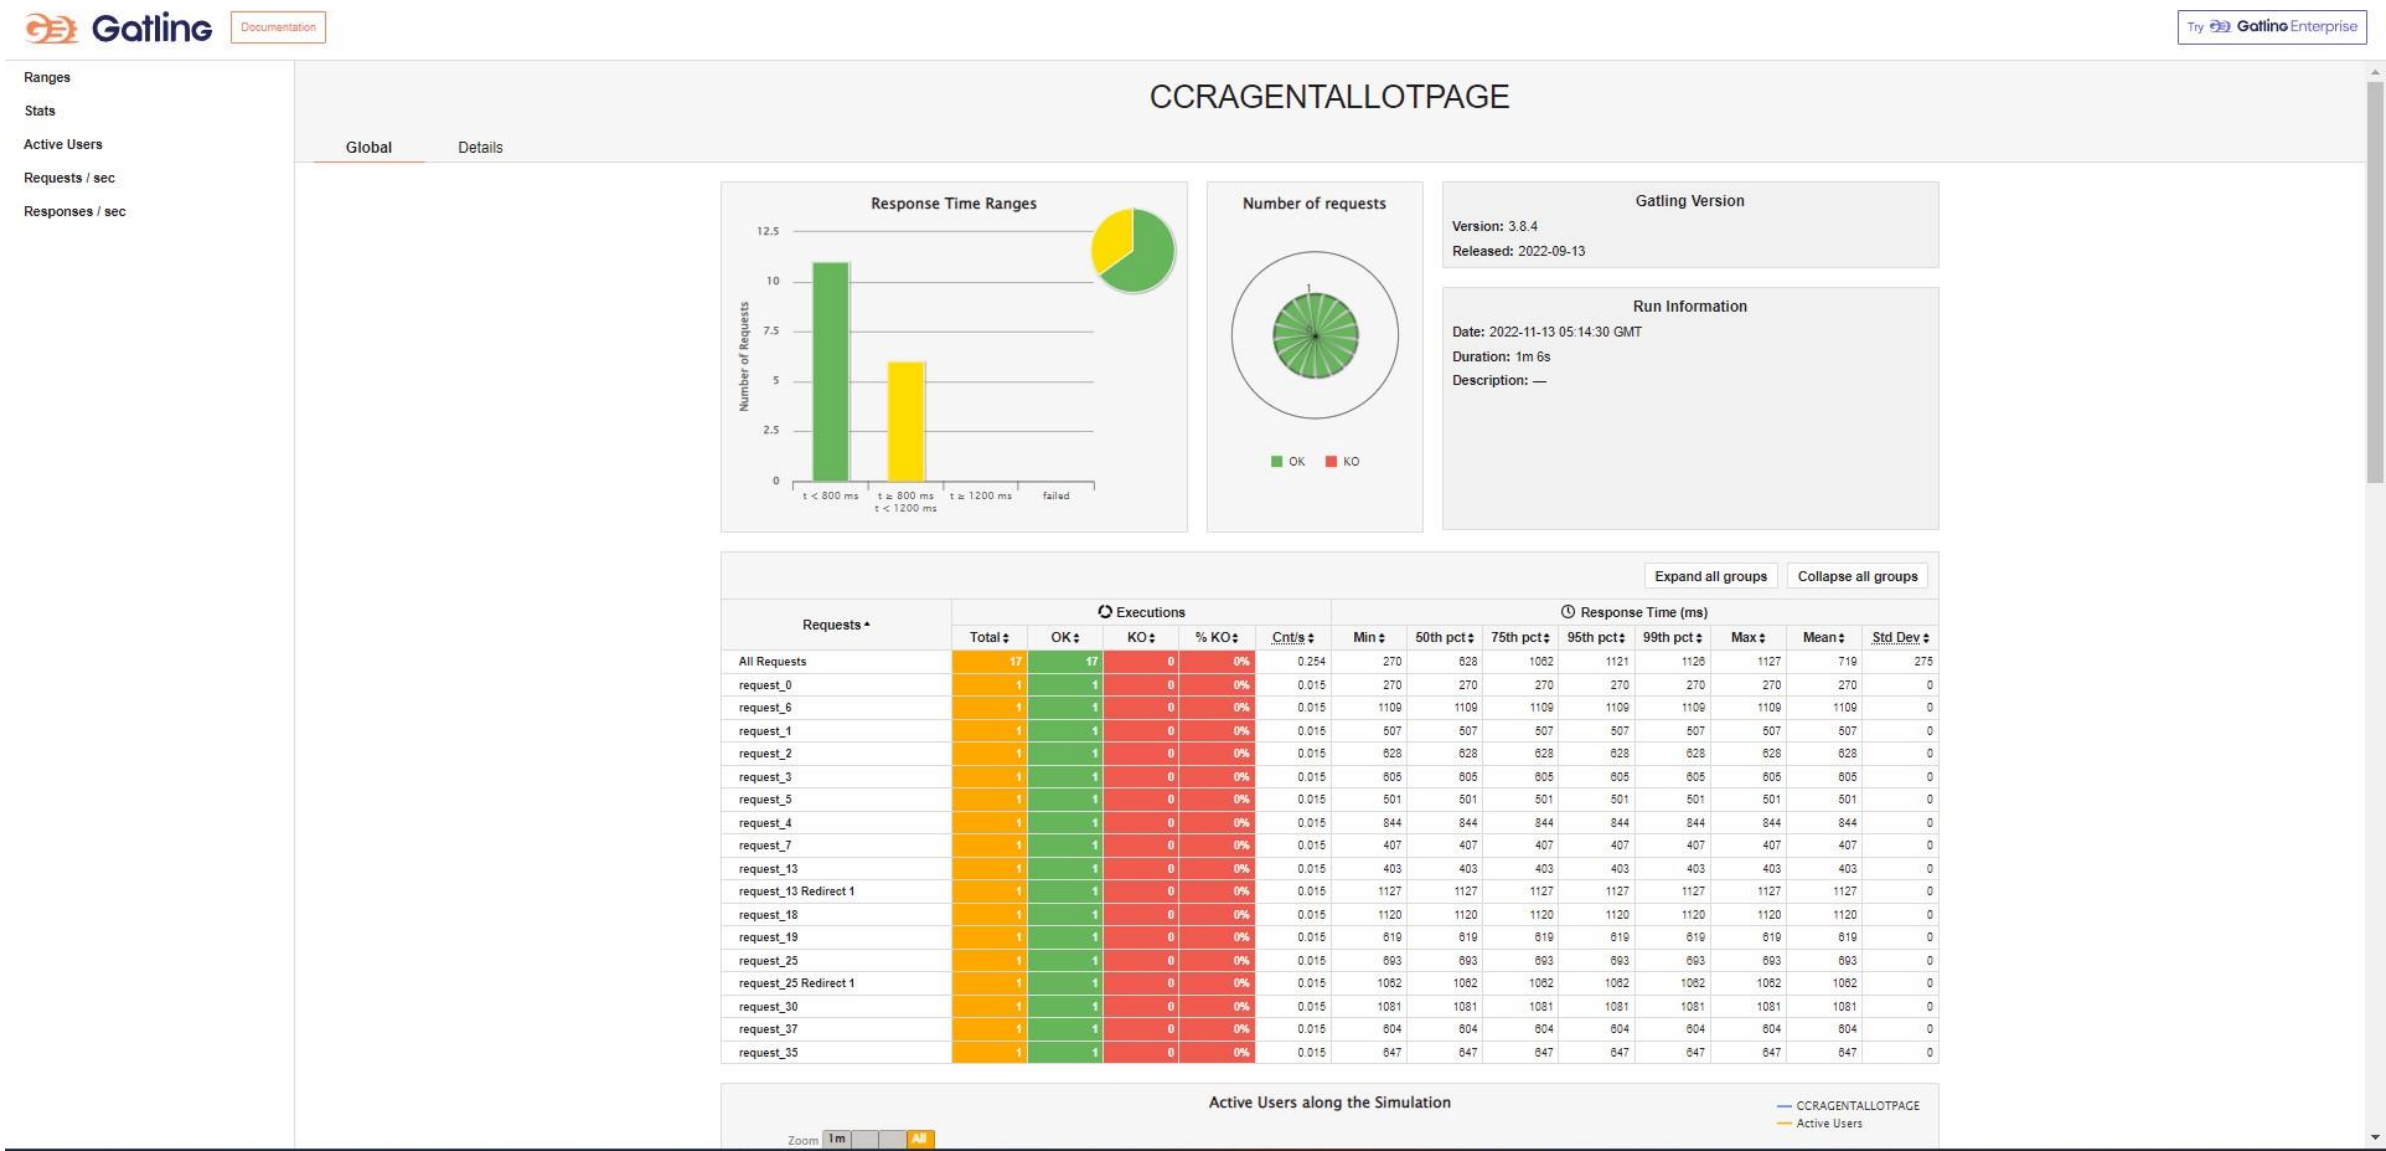 Gatling Documentation Try Gatling Enterprise
Ranges
Stats
Active Users
Requests / sec
Responses / sec
CCRAGENTALLOTPAGE
Global Details
Response Time Ranges
Number of Requests
12.5
10
7.5
5
2.5
0
t < 800 ms t ≥ 800 ms t ≥ 1200 ms failed
t < 1200 ms
Number of requests
1
0
OK KO
Gatling Version
Version: 3.8.4
Released: 2022-09-13
Run Information
Date: 2022-11-13 05:14:30 GMT
Duration: 1m 6s
Description: —
Expand all groups Collapse all groups
Requests Executions Response Time (ms)
Total OK KO % KO Cnt/s Min 50th pct 75th pct 95th pct 99th pct Max Mean Std Dev
All Requests 17 17 0 0% 0.254 270 628 1062 1121 1126 1127 719 275
request_0 1 1 0 0% 0.015 270 270 270 270 270 270 270 0
request_6 1 1 0 0% 0.015 1109 1109 1109 1109 1109 1109 1109 0
request_1 1 1 0 0% 0.015 507 507 507 507 507 507 507 0
request_2 1 1 0 0% 0.015 628 628 628 628 628 628 628 0
request_3 1 1 0 0% 0.015 605 605 605 605 605 605 605 0
request_5 1 1 0 0% 0.015 501 501 501 501 501 501 501 0
request_4 1 1 0 0% 0.015 844 844 844 844 844 844 844 0
request_7 1 1 0 0% 0.015 407 407 407 407 407 407 407 0
request_13 1 1 0 0% 0.015 403 403 403 403 403 403 403 0
request_13 Redirect 1 1 1 0 0% 0.015 1127 1127 1127 1127 1127 1127 1127 0
request_18 1 1 0 0% 0.015 1120 1120 1120 1120 1120 1120 1120 0
request_19 1 1 0 0% 0.015 619 619 619 619 619 619 619 0
request_25 1 1 0 0% 0.015 693 693 693 693 693 693 693 0
request_25 Redirect 1 1 1 0 0% 0.015 1062 1062 1062 1062 1062 1062 1062 0
request_30 1 1 0 0% 0.015 1081 1081 1081 1081 1081 1081 1081 0
request_37 1 1 0 0% 0.015 604 604 604 604 604 604 604 0
request_35 1 1 0 0% 0.015 647 647 647 647 647 647 647 0
Active Users along the Simulation
CCRAGENTALLOTPAGE
Active Users
Zoom 1m All